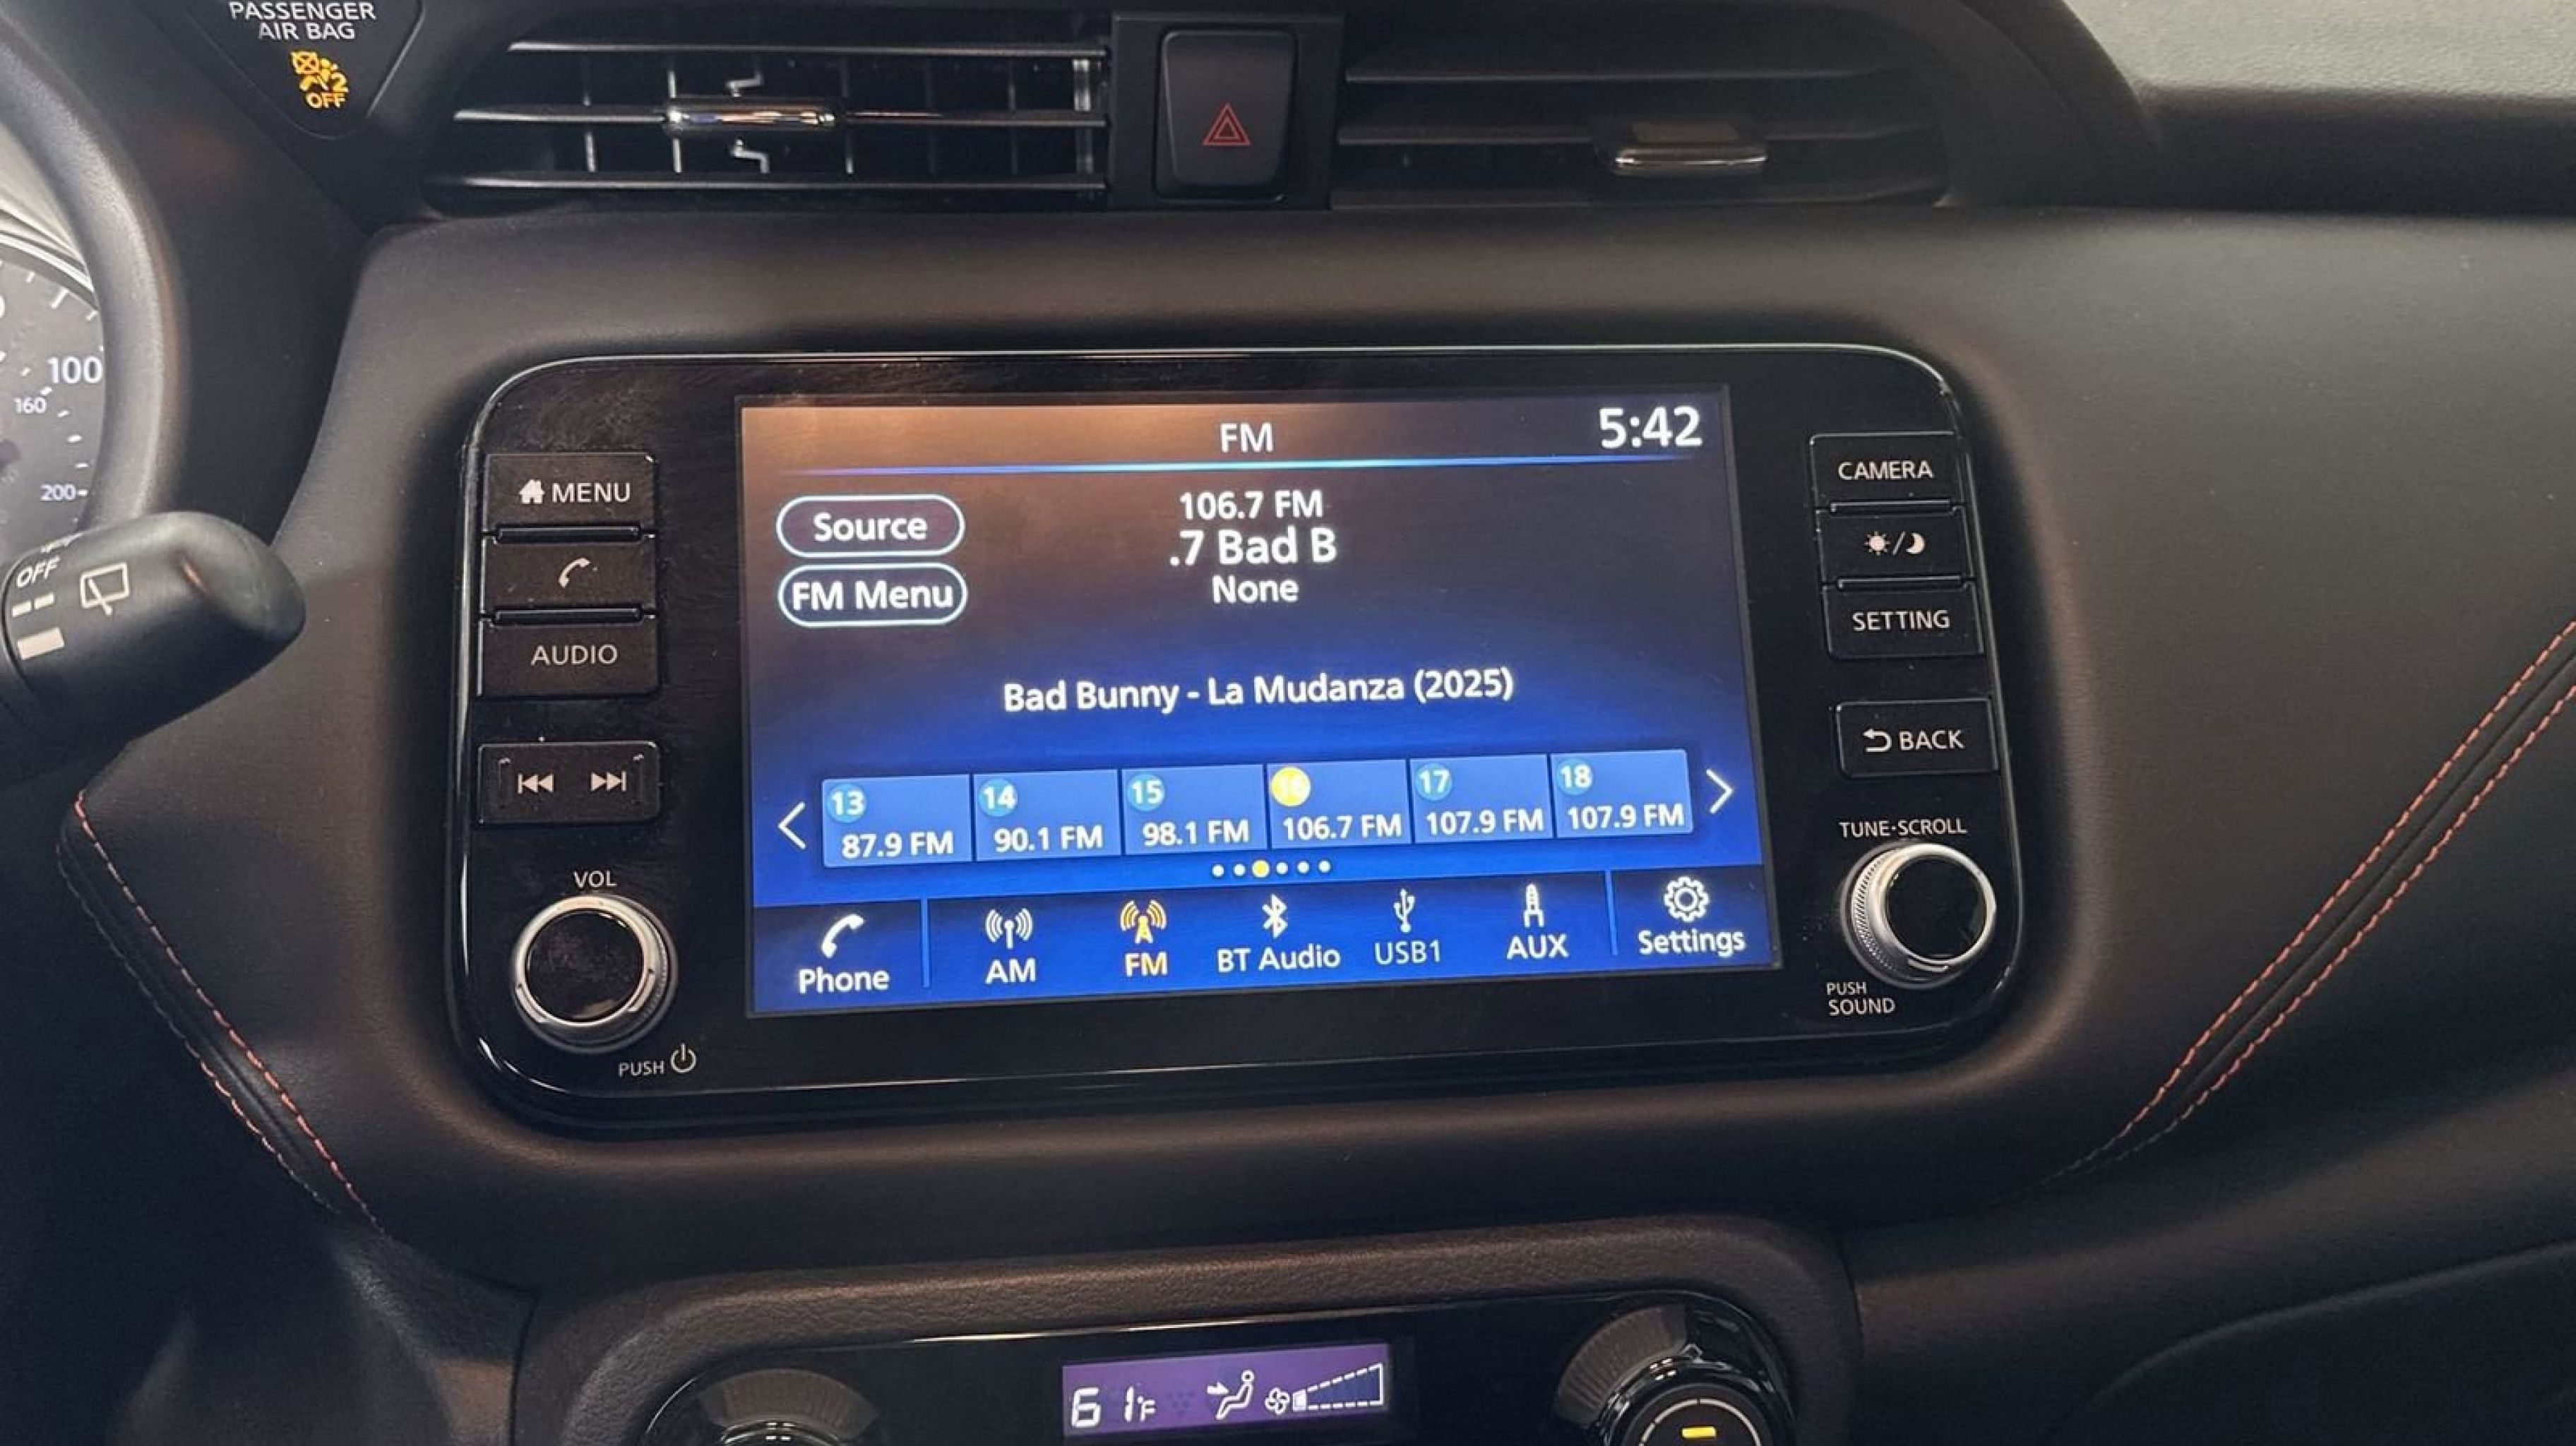 PASSENGER
AIR BAG
2
OFF
100
160
200
OFF
MENU
AUDIO
VOL
PUSH
FM
5:42
Source
FM Menu
106.7 FM
.7 Bad B
None
Bad Bunny - La Mudanza (2025)
13
87.9 FM
14
90.1 FM
15
98.1 FM
16
106.7 FM
17
107.9 FM
18
107.9 FM
Phone
AM
FM
BT Audio
USB1
AUX
Settings
CAMERA
SETTING
BACK
TUNE·SCROLL
PUSH
SOUND
61°F